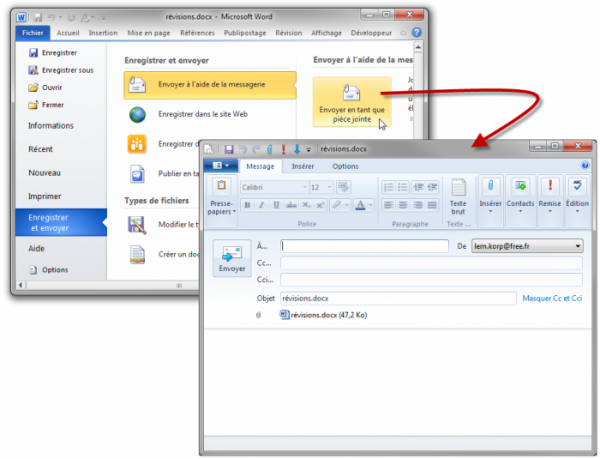 révisions.docx - Microsoft Word
Fichier Accueil Insertion Mise en page Références Publipostage Révision Affichage Développeur
Enregistrer
Enregistrer sous
Ouvrir
Fermer
Informations
Récent
Nouveau
Imprimer
Enregistrer
et envoyer
Aide
Options
Enregistrer et envoyer
Envoyer à l'aide de la messagerie
Enregistrer dans le site Web
Enregistrer d
Publier en ta
Types de fichiers
Modifier le t
Créer un doc
Envoyer à l'aide de la mess
Envoyer en tant que
pièce jointe
révisions.docx
Message Insérer Options
Presse-
papiers
Calibri 12
G I S abc
Police
Paragraphe
Texte
brut
Texte ...
Insérer
Contacts
Remise
Édition
Envoyer
À...
De lem.korp@free.fr
Cc...
Cci...
Objet révisions.docx Masquer Cc et Cci
révisions.docx (47,2 Ko)